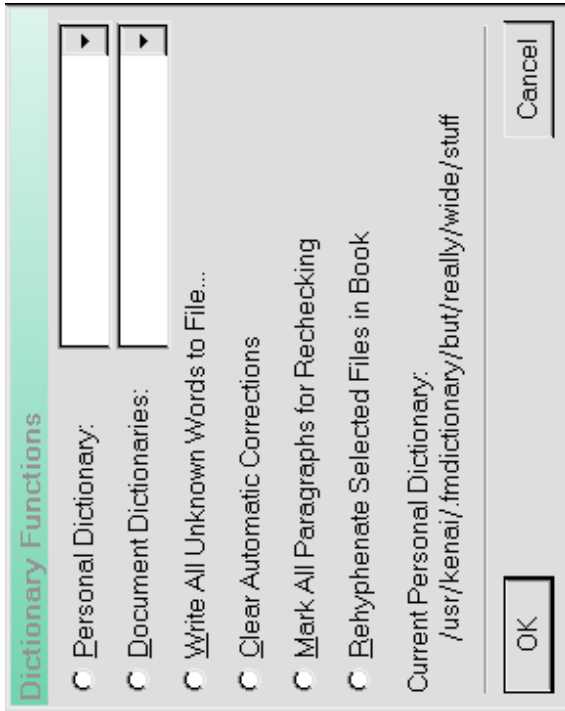 Dictionary Functions
Personal Dictionary:
Document Dictionaries:
Write All Unknown Words to File...
Clear Automatic Corrections
Mark All Paragraphs for Rechecking
Rehyphenate Selected Files in Book
Current Personal Dictionary:
/usr/kenai/.fmdictionary/but/really/wide/stuff
OK
Cancel